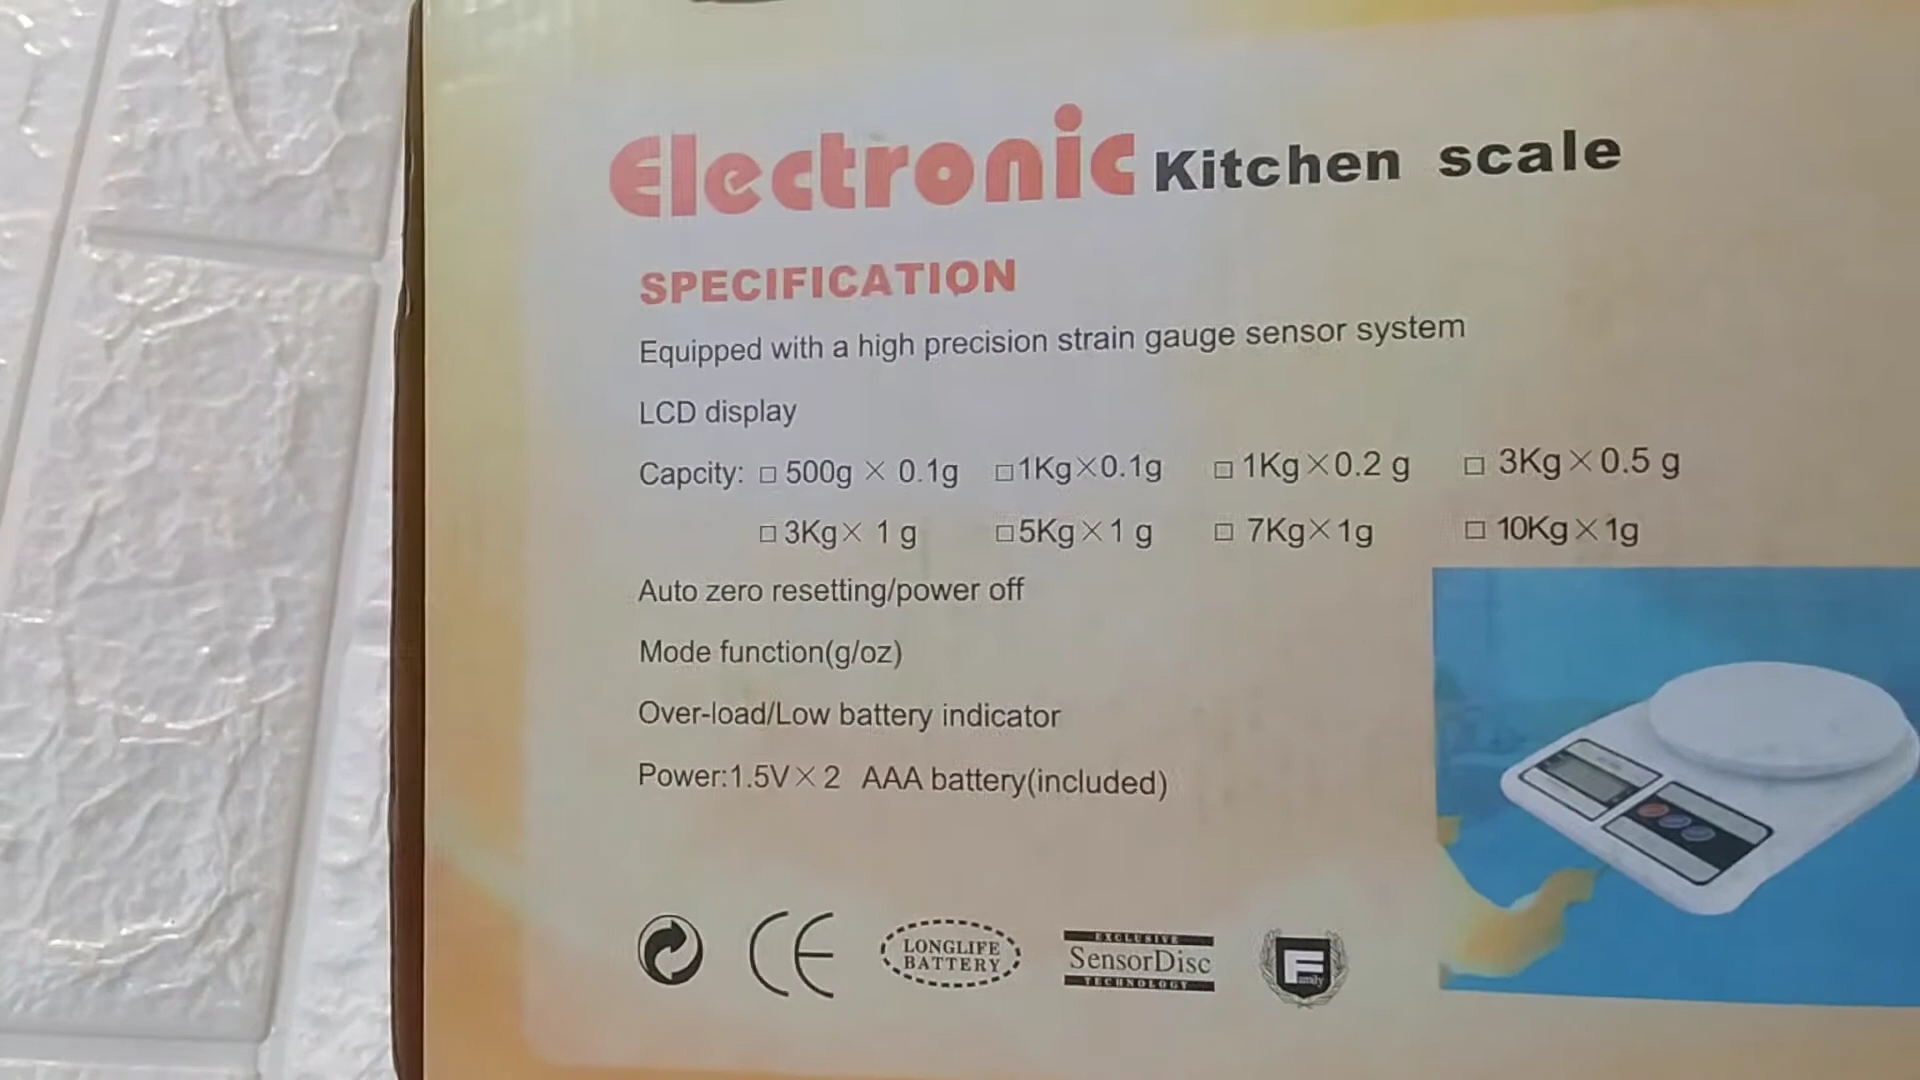 Electronic Kitchen scale
SPECIFICATION
Equipped with a high precision strain gauge sensor system
LCD display
Capcity: □ 500g × 0.1g □1Kg×0.1g □ 1Kg×0.2 g □ 3Kg×0.5 g
□ 3Kg× 1 g □5Kg×1 g □ 7Kg×1g □ 10Kg×1g
Auto zero resetting/power off
Mode function(g/oz)
Over-load/Low battery indicator
Power:1.5V×2 AAA battery(included)
CE
LONGLIFE
BATTERY
EXCLUSIVE
SensorDisc
TECHNOLOGY
Family